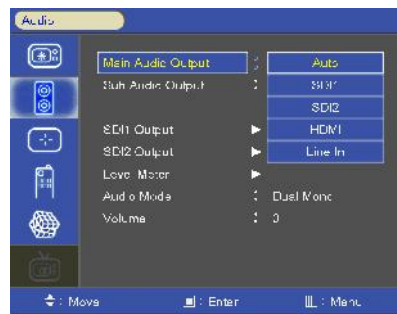 Audio
Main Audio Output : Auto
Sub Audio Output : SDI1
SDI2
SDI1 Output ▶ HDMI
SDI2 Output ▶ Line In
Level Meter ▶
Audio Mode : Dual Mono
Volume : 0
: Move : Enter : Menu